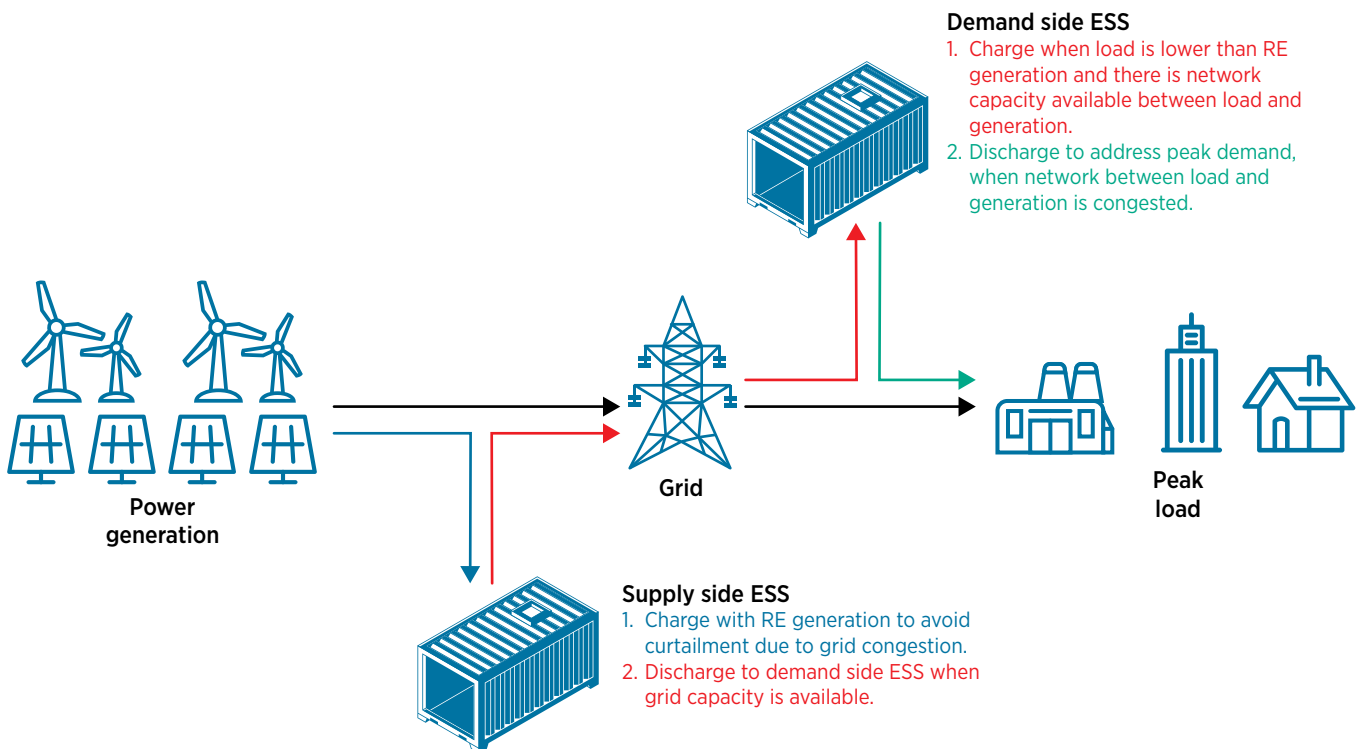 Demand side ESS
1. Charge when load is lower than RE
generation and there is network
capacity available between load and
generation.
2. Discharge to address peak demand,
when network between load and
generation is congested.
Power
generation
Grid
Peak
load
Supply side ESS
1. Charge with RE generation to avoid
curtailment due to grid congestion.
2. Discharge to demand side ESS when
grid capacity is available.